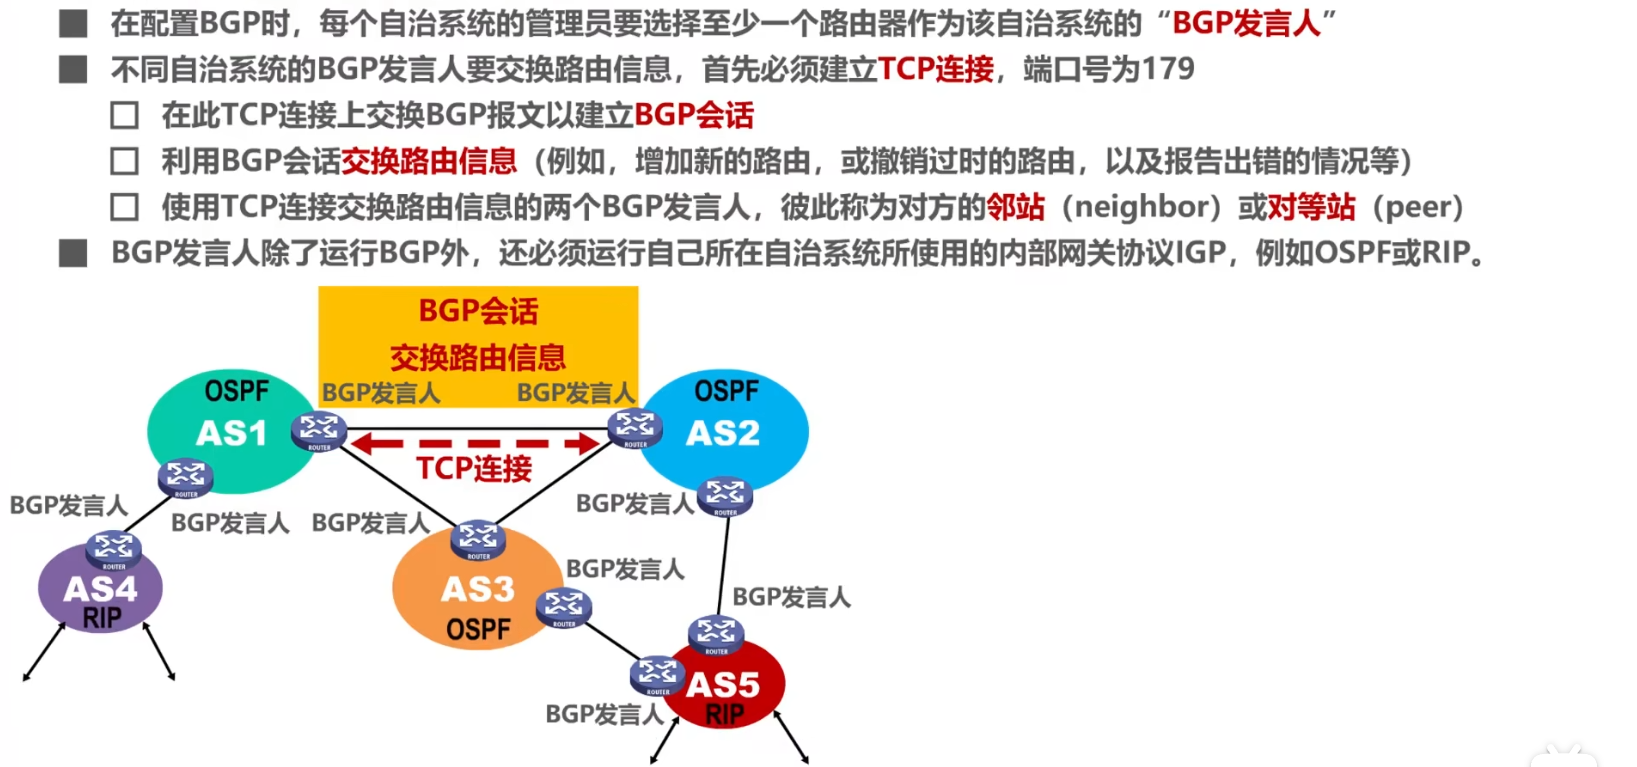 在配置BGP时，每个自治系统的管理员要选择至少一个路由器作为该自治系统的“BGP发言人”
不同自治系统的BGP发言人要交换路由信息，首先必须建立TCP连接，端口号为179
在此TCP连接上交换BGP报文以建立BGP会话
利用BGP会话交换路由信息（例如，增加新的路由，或撤销过时的路由，以及报告出错的情况等）
使用TCP连接交换路由信息的两个BGP发言人，彼此称为对方的邻站（neighbor）或对等站（peer）
BGP发言人除了运行BGP外，还必须运行自己所在自治系统所使用的内部网关协议IGP，例如OSPF或RIP。
BGP会话
交换路由信息
BGP发言人
BGP发言人
OSPF
AS1
ROUTER
ROUTER
OSPF
AS2
TCP连接
ROUTER
BGP发言人
BGP发言人
BGP发言人
BGP发言人
ROUTER
ROUTER
AS4
RIP
ROUTER
AS3
OSPF
BGP发言人
ROUTER
BGP发言人
ROUTER
ROUTER
AS5
RIP
BGP发言人